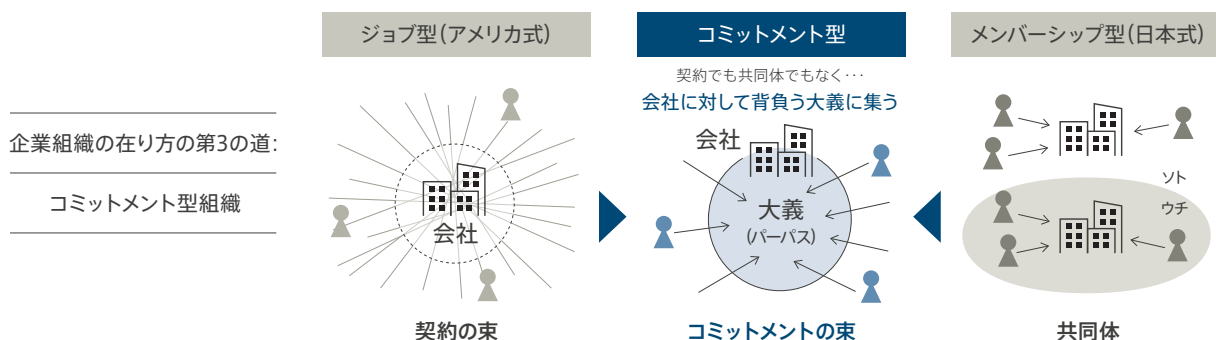 企業組織の在り方の第3の道:
コミットメント型組織
ジョブ型(アメリカ式)
会社
契約の束
コミットメント型
契約でも共同体でもなく･･･
会社に対して背負う大義に集う
会社
大義
(パーパス)
コミットメントの束
メンバーシップ型(日本式)
ソト
ウチ
共同体